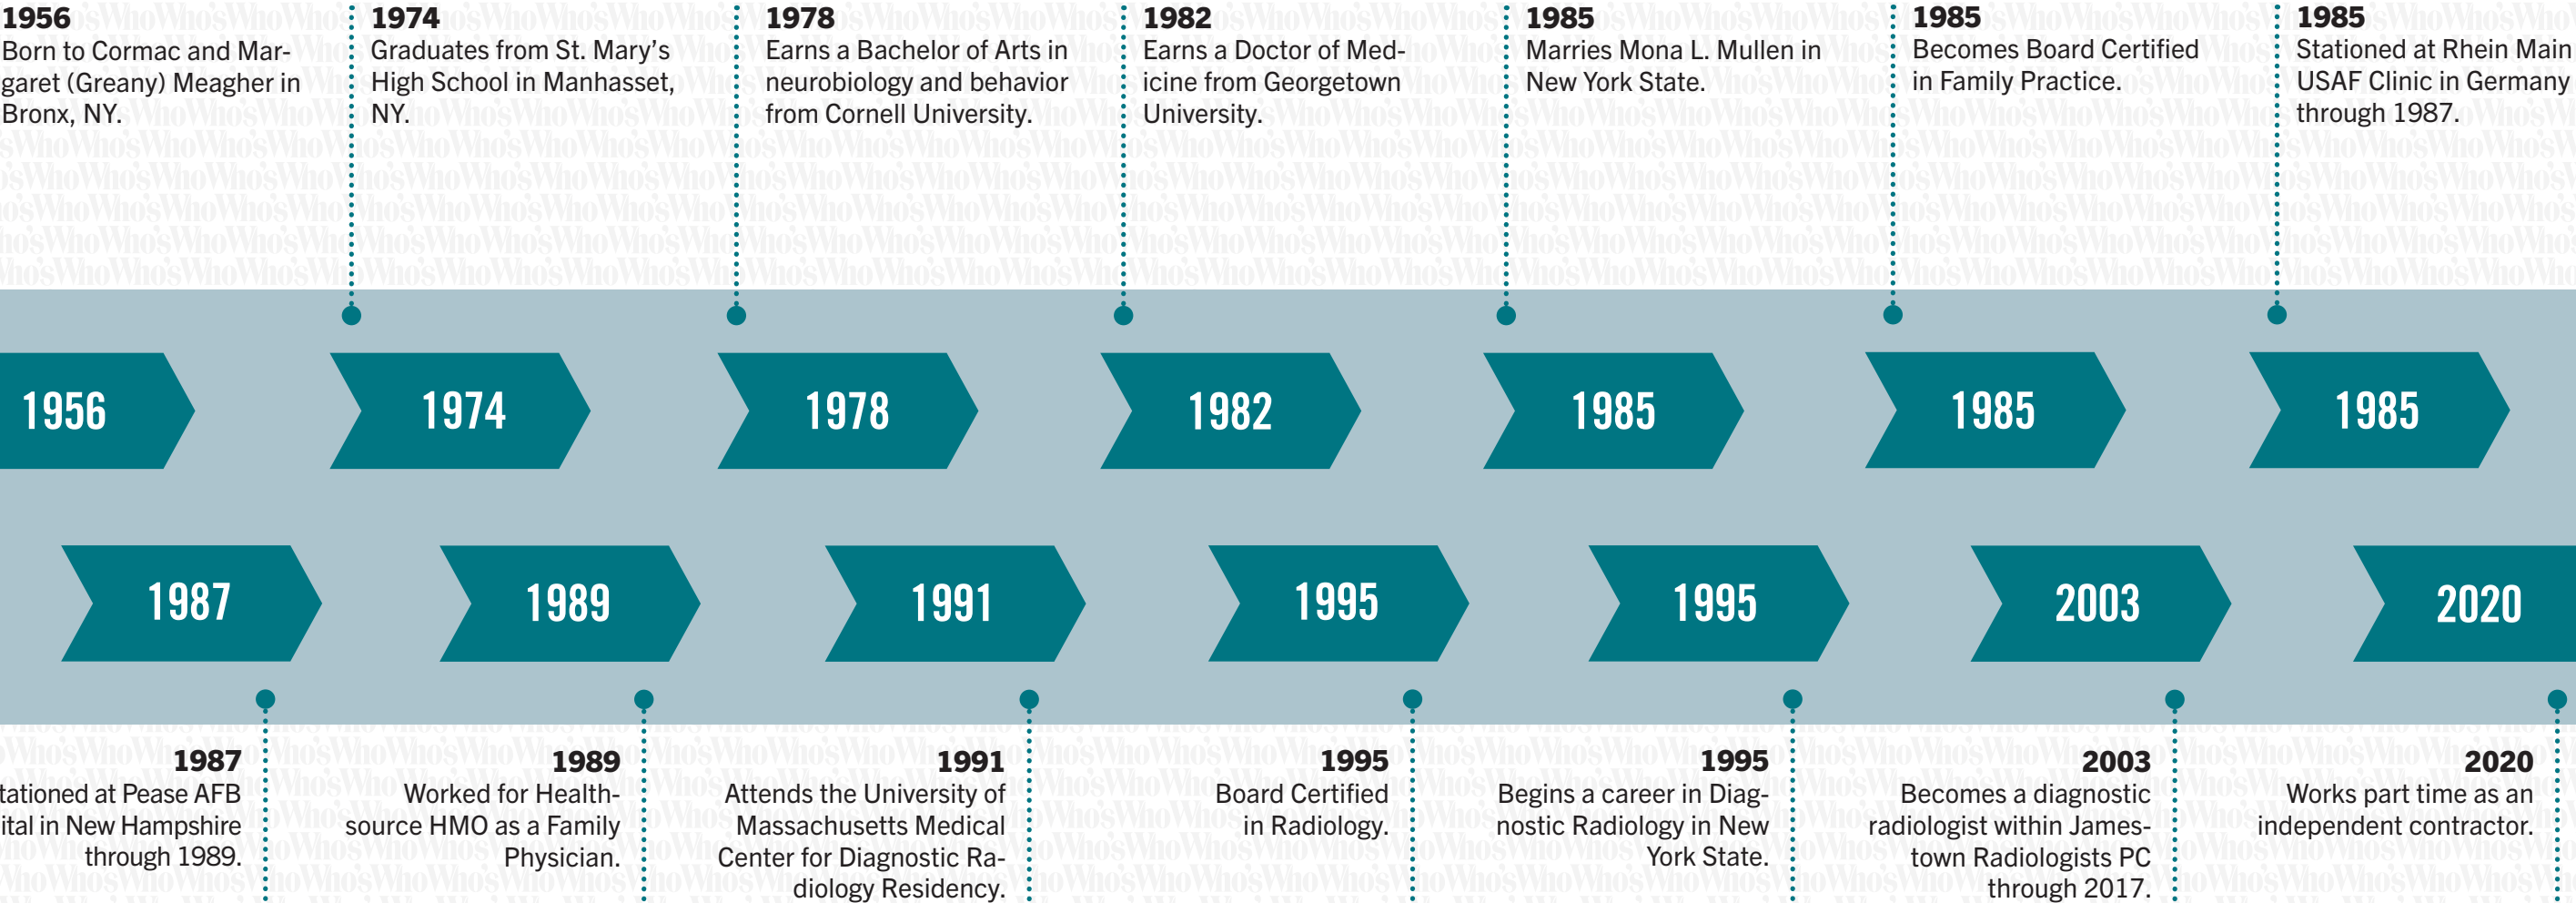 1956
Born to Cormac and Mar-
garet (Greany) Meagher in
Bronx, NY.
1974
Graduates from St. Mary's
High School in Manhasset,
NY.
1978
Earns a Bachelor of Arts in
neurobiology and behavior
from Cornell University.
1982
Earns a Doctor of Med-
icine from Georgetown
University.
1985
Marries Mona L. Mullen in
New York State.
1985
Becomes Board Certified
in Family Practice.
1985
Stationed at Rhein Main
USAF Clinic in Germany
through 1987.
1956
1974
1978
1982
1985
1985
1985
1987
1989
1991
1995
1995
2003
2020
1987
tationed at Pease AFB
ital in New Hampshire
through 1989.
1989
Worked for Health-
source HMO as a Family
Physician.
1991
Attends the University of
Massachusetts Medical
Center for Diagnostic Ra-
diology Residency.
1995
Board Certified
in Radiology.
1995
Begins a career in Diag-
nostic Radiology in New
York State.
2003
Becomes a diagnostic
radiologist within James-
town Radiologists PC
through 2017.
2020
Works part time as an
independent contractor.